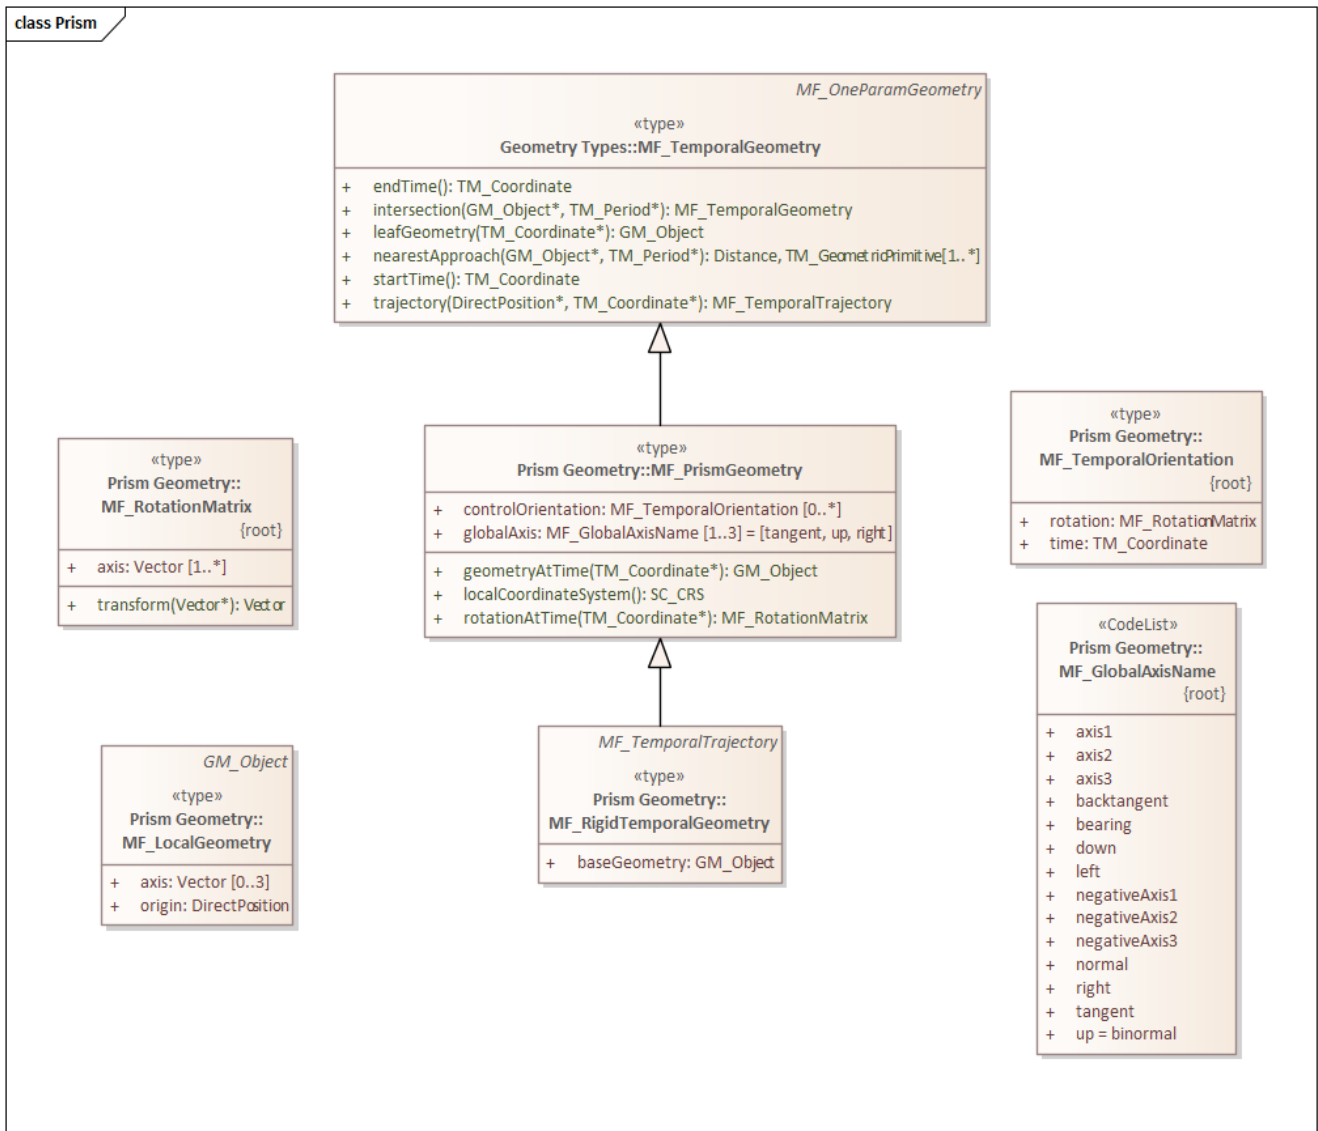 class Prism
MF_OneParamGeometry
«type»
Geometry Types::MF_TemporalGeometry
+ endTime(): TM_Coordinate
+ intersection(GM_Object*, TM_Period*): MF_TemporalGeometry
+ leafGeometry(TM_Coordinate*): GM_Object
+ nearestApproach(GM_Object*, TM_Period*): Distance, TM_GeometricPrimitive[1..*]
+ startTime(): TM_Coordinate
+ trajectory(DirectPosition*, TM_Coordinate*): MF_TemporalTrajectory
«type»
Prism Geometry::
MF_RotationMatrix
{root}
+ axis: Vector [1..*]
+ transform(Vector*): Vector
«type»
Prism Geometry::MF_PrismGeometry
+ controlOrientation: MF_TemporalOrientation [0..*]
+ globalAxis: MF_GlobalAxisName [1..3] = [tangent, up, right]
+ geometryAtTime(TM_Coordinate*): GM_Object
+ localCoordinateSystem(): SC_CRS
+ rotationAtTime(TM_Coordinate*): MF_RotationMatrix
«type»
Prism Geometry::
MF_TemporalOrientation
{root}
+ rotation: MF_RotationMatrix
+ time: TM_Coordinate
GM_Object
«type»
Prism Geometry::
MF_LocalGeometry
+ axis: Vector [0..3]
+ origin: DirectPosition
MF_TemporalTrajectory
«type»
Prism Geometry::
MF_RigidTemporalGeometry
+ baseGeometry: GM_Object
«CodeList»
Prism Geometry::
MF_GlobalAxisName
{root}
+ axis1
+ axis2
+ axis3
+ backtangent
+ bearing
+ down
+ left
+ negativeAxis1
+ negativeAxis2
+ negativeAxis3
+ normal
+ right
+ tangent
+ up = binormal